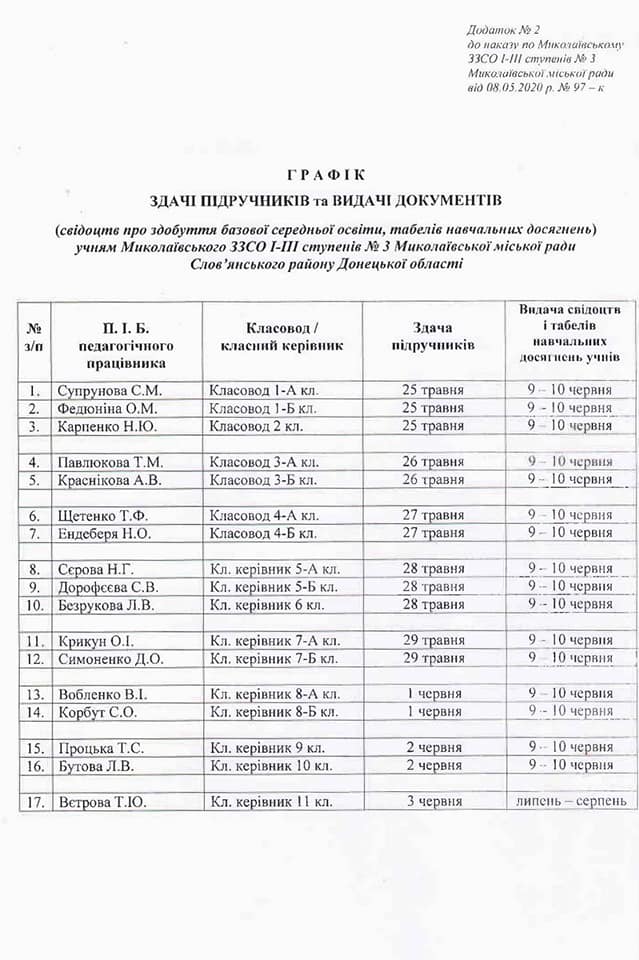 Додаток № 2
до наказу по Миколаївському
ЗЗСО І-ІІІ ступенів № 3
Миколаївської міської ради
від 08.05.2020 р. № 97 – к
Г Р А Ф І К
ЗДАЧІ ПІДРУЧНИКІВ та ВИДАЧІ ДОКУМЕНТІВ
(свідоцтв про здобуття базової середньої освіти, табелів навчальних досягнень)
учням Миколаївського ЗЗСО І-ІІІ ступенів № 3 Миколаївської міської ради
Слов’янського району Донецької області
№ з/п | П. І. Б. педагогічного працівника | Класовод / класний керівник | Здача підручників | Видача свідоцтв і табелів навчальних досягнень учнів
1. Супрунова С.М. Класовод 1-А кл. 25 травня 9 – 10 червня
2. Федюніна О.М. Класовод 1-Б кл. 25 травня 9 – 10 червня
3. Карпенко Н.Ю. Класовод 2 кл. 25 травня 9 – 10 червня
4. Павлюкова Т.М. Класовод 3-А кл. 26 травня 9 – 10 червня
5. Краснікова А.В. Класовод 3-Б кл. 26 травня 9 – 10 червня
6. Щетенко Т.Ф. Класовод 4-А кл. 27 травня 9 – 10 червня
7. Ендеберя Н.О. Класовод 4-Б кл. 27 травня 9 – 10 червня
8. Сєрова Н.Г. Кл. керівник 5-А кл. 28 травня 9 – 10 червня
9. Дорофєєва С.В. Кл. керівник 5-Б кл. 28 травня 9 – 10 червня
10. Безрукова Л.В. Кл. керівник 6 кл. 28 травня 9 – 10 червня
11. Крикун О.І. Кл. керівник 7-А кл. 29 травня 9 - 10 червня
12. Симоненко Д.О. Кл. керівник 7-Б кл. 29 травня 9 – 10 червня
13. Вобленко В.І. Кл. керівник 8-А кл. 1 червня 9 – 10 червня
14. Корбут С.О. Кл. керівник 8-Б кл. 1 червня 9 – 10 червня
15. Процька Т.С. Кл. керівник 9 кл. 2 червня 9 – 10 червня
16. Бутова Л.В. Кл. керівник 10 кл. 2 червня 9 – 10 червня
17. Вєтрова Т.Ю. Кл. керівник 11 кл. 3 червня липень – серпень